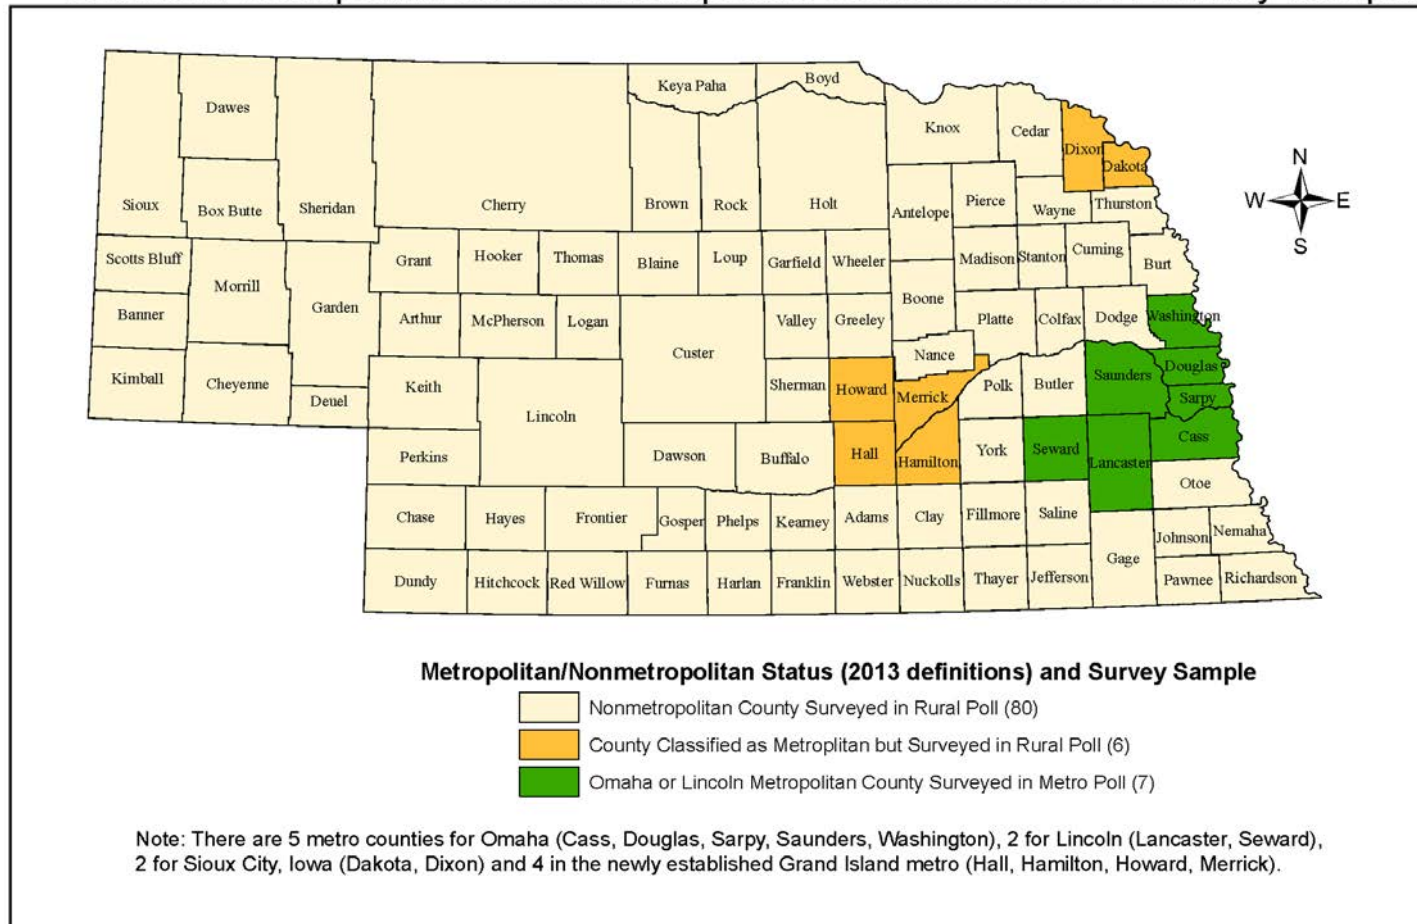 Keya Paha
Boyd
Dawes
Knox
Cedar
Dixon
Dakota
N
W
E
S
Sioux
Box Butte
Sheridan
Cherry
Brown
Rock
Holt
Antelope
Pierce
Wayne
Thurston
Scotts Bluff
Morrill
Garden
Grant
Hooker
Thomas
Blaine
Loup
Garfield
Wheeler
Madison
Stanton
Cuming
Burt
Banner
Arthur
McPherson
Logan
Custer
Valley
Greeley
Boone
Platte
Colfax
Dodge
Washington
Kimball
Cheyenne
Deuel
Keith
Lincoln
Sherman
Howard
Nance
Merrick
Polk
Butler
Saunders
Douglas
Sarpy
Perkins
Dawson
Buffalo
Hall
Hamilton
York
Seward
Lancaster
Cass
Otoe
Chase
Hayes
Frontier
Gosper
Phelps
Kearney
Adams
Clay
Fillmore
Saline
Gage
Johnson
Nemaha
Dundy
Hitchcock
Red Willow
Furnas
Harlan
Franklin
Webster
Nuckolls
Thayer
Jefferson
Pawnee
Richardson
Metropolitan/Nonmetropolitan Status (2013 definitions) and Survey Sample
Nonmetropolitan County Surveyed in Rural Poll (80)
County Classified as Metroplitan but Surveyed in Rural Poll (6)
Omaha or Lincoln Metropolitan County Surveyed in Metro Poll (7)
Note: There are 5 metro counties for Omaha (Cass, Douglas, Sarpy, Saunders, Washington), 2 for Lincoln (Lancaster, Seward),
2 for Sioux City, Iowa (Dakota, Dixon) and 4 in the newly established Grand Island metro (Hall, Hamilton, Howard, Merrick).